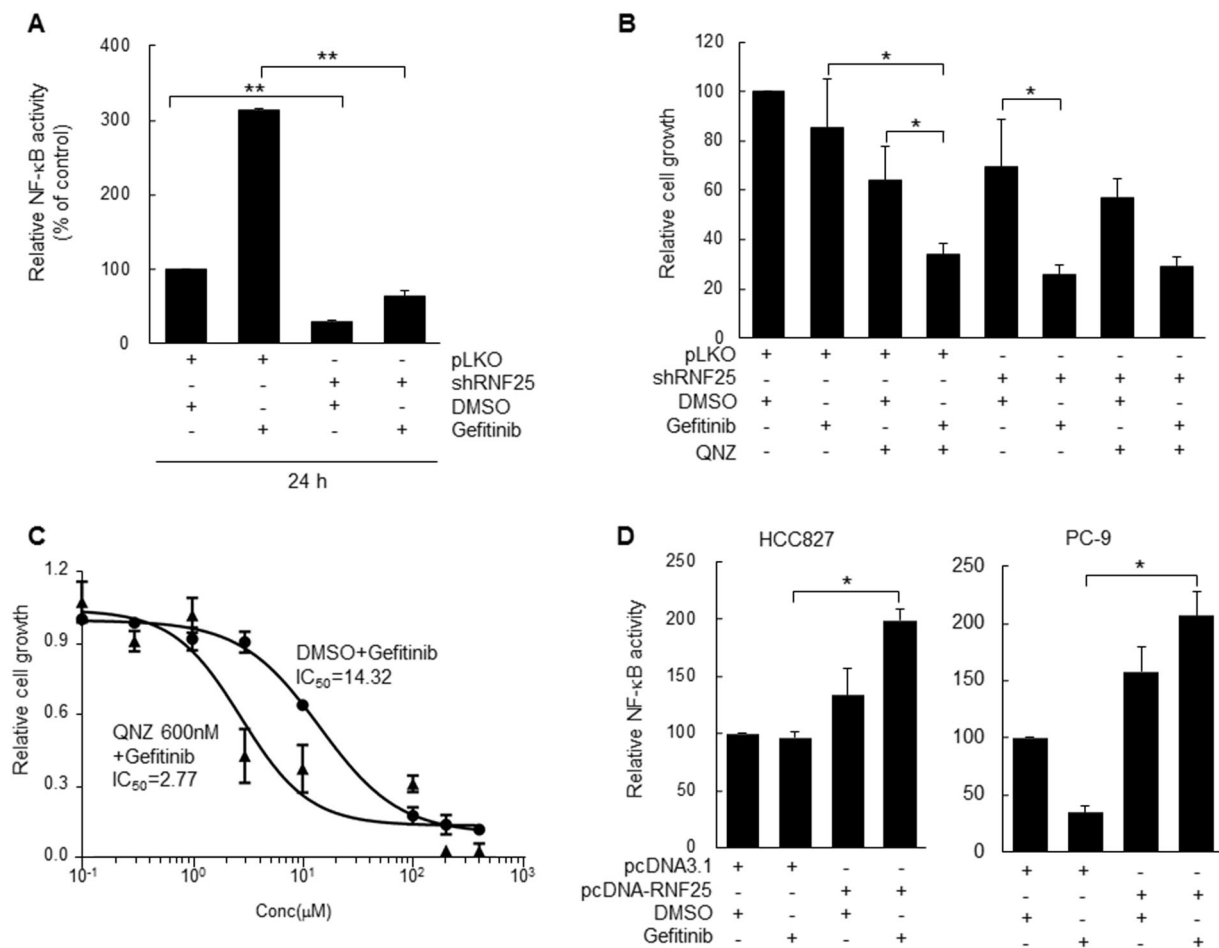 A
Relative NF-κB activity
(% of control)
400
300
200
100
0
**
**
+ + - - pLKO
- - + + shRNF25
+ - + - DMSO
- + - + Gefitinib
24 h
B
Relative cell growth
120
100
80
60
40
20
0
*
*
*
pLKO + + + + - - - -
shRNF25 - - - - + + + +
DMSO + - + - + - + -
Gefitinib - + - + - + - +
QNZ - - + + - - + +
C
Relative cell growth
1.2
0.9
0.6
0.3
0.0
DMSO+Gefitinib
IC50=14.32
QNZ 600nM
+Gefitinib
IC50=2.77
10-1 100 101 102 103
Conc(μM)
D
HCC827
Relative NF-κB activity
250
200
150
100
50
0
*
pcDNA3.1 + + - -
pcDNA-RNF25 - - + +
DMSO + - + -
Gefitinib - + - +
PC-9
250
200
150
100
50
0
*
+ + - -
- - + +
+ - + -
- + - +